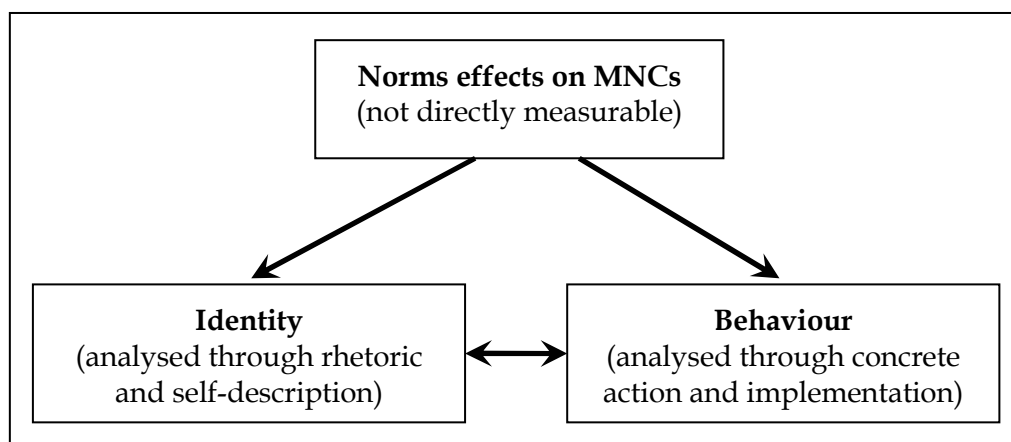 Norms effects on MNCs
(not directly measurable)
Identity
(analysed through rhetoric
and self-description)
Behaviour
(analysed through concrete
action and implementation)